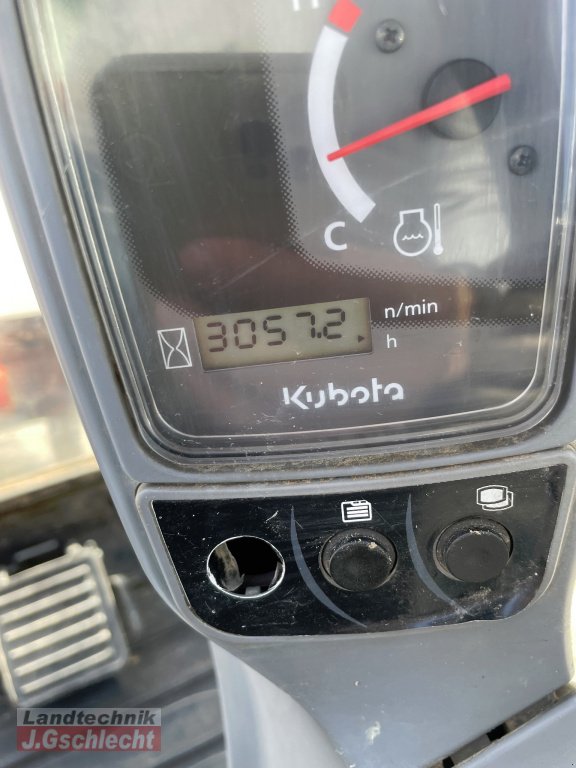 H
C
n/min
3057.2
h
Kubota
Landtechnik
J.Gschlecht